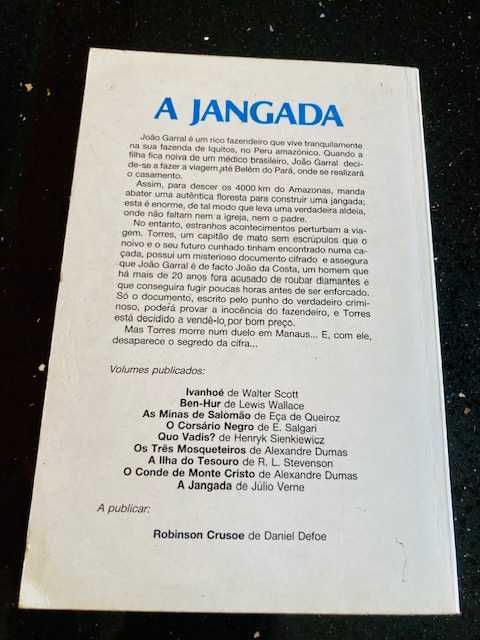 A JANGADA
João Garral é um rico fazendeiro que vive tranquilamente
na sua fazenda de Iquitos, no Peru amazónico. Quando a
filha fica noiva de um médico brasileiro, João Garral deci-
de-se a fazer a viagem até Belém do Pará, onde se realizará
o casamento.
Assim, para descer os 4000 km do Amazonas, manda
abater uma autêntica floresta para construir uma jangada;
esta é enorme, de tal modo que leva uma verdadeira aldeia,
onde não faltam nem a igreja, nem o padre.
No entanto, estranhos acontecimentos perturbam a via-
gem. Torres, um capitão de mato sem escrúpulos que o
noivo e o seu futuro cunhado tinham encontrado numa ca-
çada, possui um misterioso documento cifrado e assegura
que João Garral é de facto João da Costa, um homem que
há mais de 20 anos fora acusado de roubar diamantes e
que conseguira fugir poucas horas antes de ser enforcado.
Só o documento, escrito pelo punho do verdadeiro crimi-
noso, poderá provar a inocência do fazendeiro, e Torres
está decidido a vendê-lo por bom preço.
Mas Torres morre num duelo em Manaus... E, com ele,
desaparece o segredo da cifra...
Volumes publicados:
Ivanhoé de Walter Scott
Ben-Hur de Lewis Wallace
As Minas de Salomão de Eça de Queiroz
O Corsário Negro de E. Salgari
Quo Vadis? de Henryk Sienkiewicz
Os Três Mosqueteiros de Alexandre Dumas
A Ilha do Tesouro de R. L. Stevenson
O Conde de Monte Cristo de Alexandre Dumas
A Jangada de Júlio Verne
A publicar:
Robinson Crusoe de Daniel Defoe